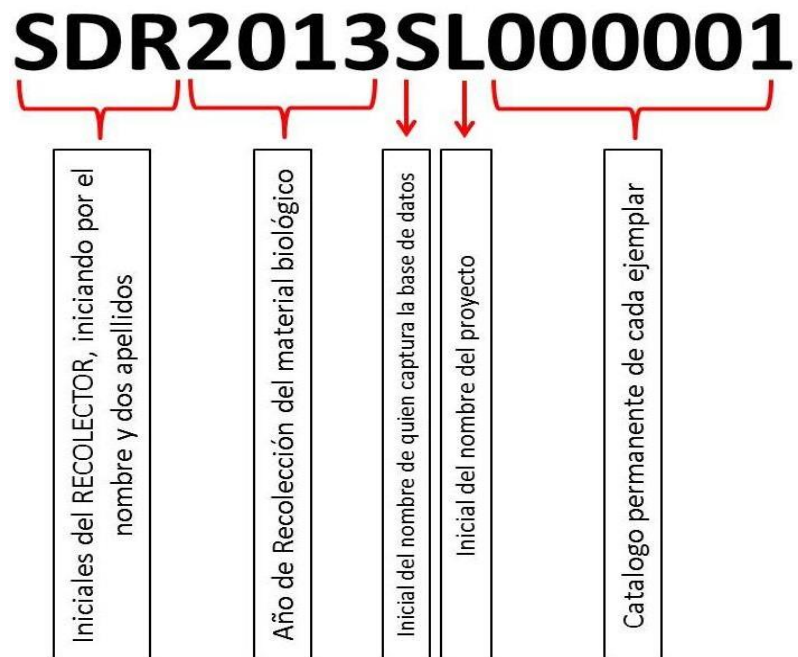 SDR2013SL000001
Iniciales del RECOLECTOR, iniciando por el
nombre y dos apellidos
Año de Recolección del material biológico
Inicial del nombre de quien captura la base de datos
Inicial del nombre del proyecto
Catalogo permanente de cada ejemplar